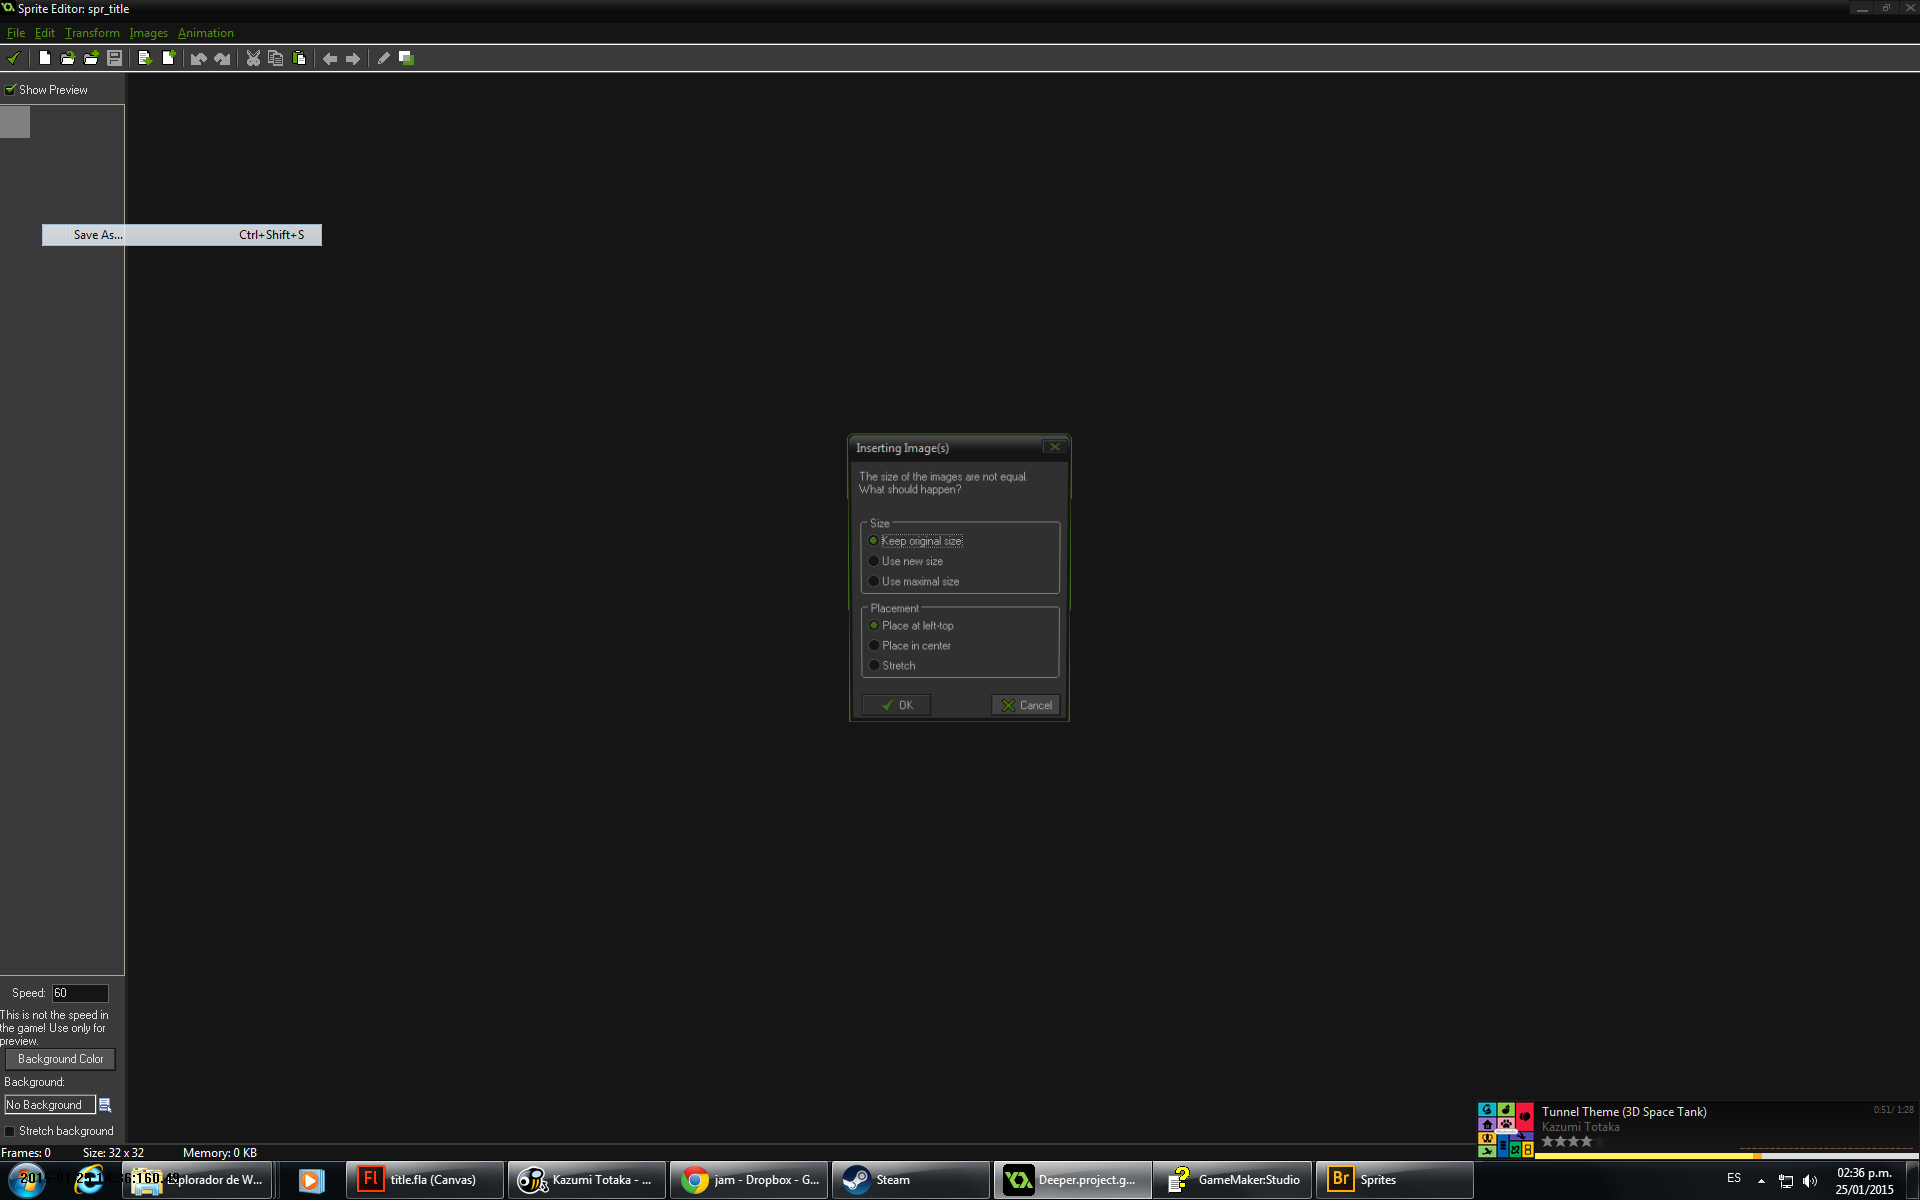 Sprite Editor: spr_title
File Edit Transform Images Animation
Show Preview
Save As... Ctrl+Shift+S
Inserting Image(s)
The size of the images are not equal.
What should happen?
Size
Keep original size
Use new size
Use maximal size
Placement
Place at left-top
Place in center
Stretch
OK Cancel
Speed: 60
This is not the speed in
the game! Use only for
preview.
Background Color
Background:
No Background
Stretch background
Frames: 0 Size: 32 x 32 Memory: 0 KB
Tunnel Theme (3D Space Tank) 0:51/ 1:28
Kazumi Totaka
Explorador de W...
title.fla (Canvas)
Kazumi Totaka - ...
jam - Dropbox - G...
Steam
Deeper.project.g...
GameMaker:Studio
Br Sprites
Fl
ES
02:36 p.m.
25/01/2015